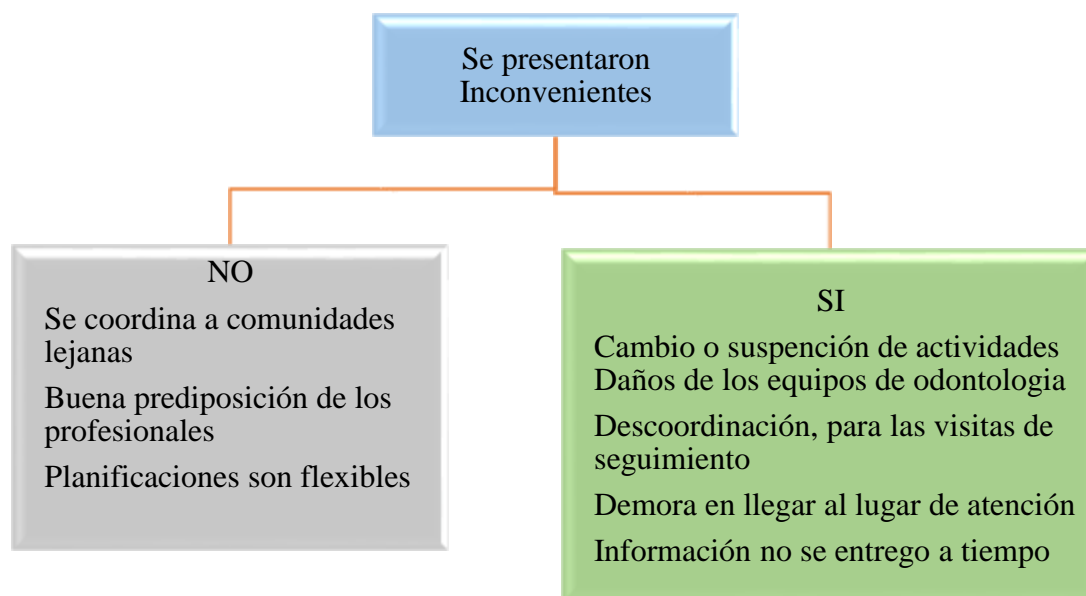 Se presentaron
Inconvenientes
NO
Se coordina a comunidades
lejanas
Buena prediposición de los
profesionales
Planificaciones son flexibles
SI
Cambio o suspención de actividades
Daños de los equipos de odontologia
Descoordinación, para las visitas de
seguimiento
Demora en llegar al lugar de atención
Información no se entrego a tiempo